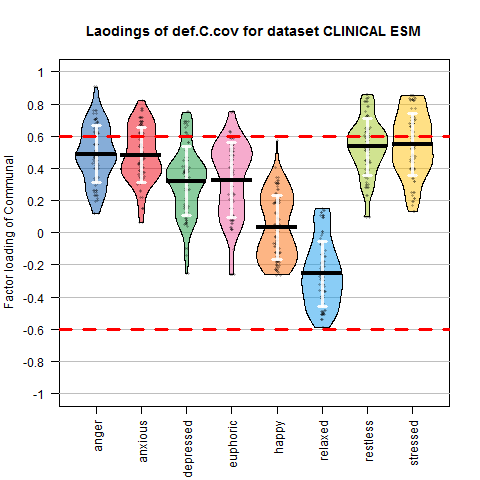 Laodings of def.C.cov for dataset CLINICAL ESM
Factor loading of Communal
1
0.8
0.6
0.4
0.2
0
-0.2
-0.4
-0.6
-0.8
-1
anger
anxious
depressed
euphoric
happy
relaxed
restless
stressed